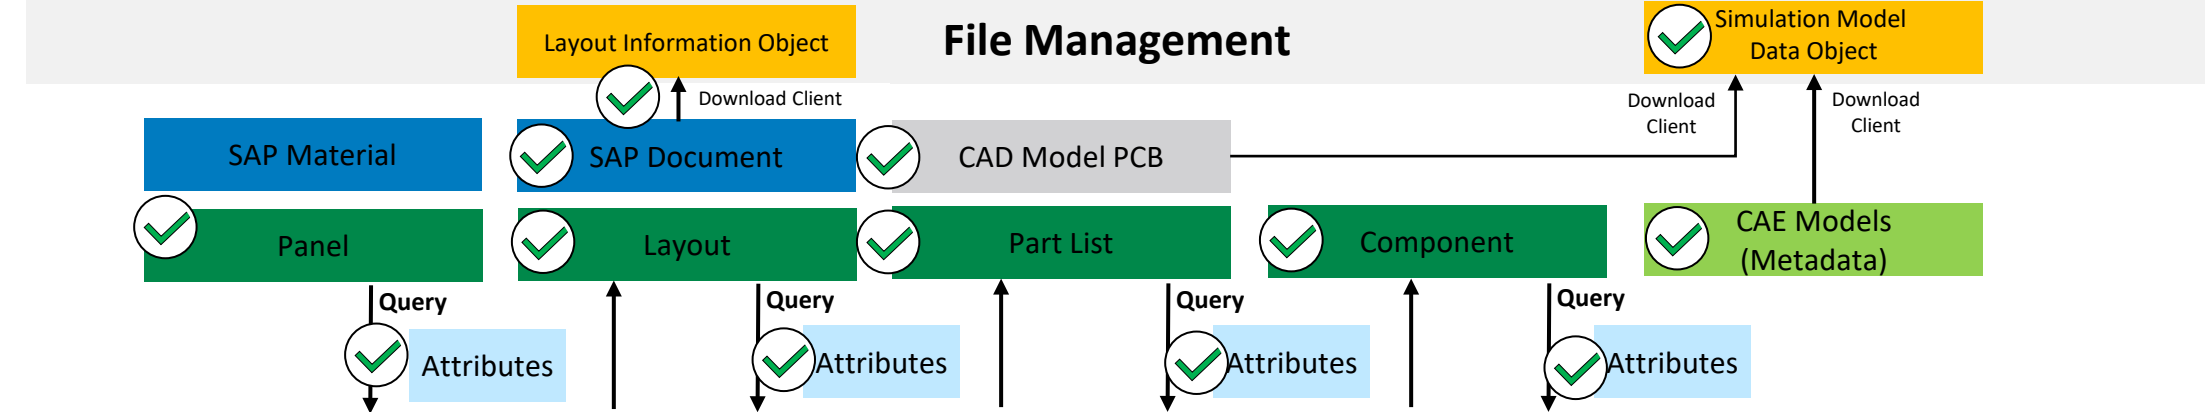 File Management
Layout Information Object
Simulation Model
Data Object
Download Client
Download
Client
Download
Client
SAP Material
SAP Document
CAD Model PCB
Panel
Layout
Part List
Component
CAE Models
(Metadata)
Query
Query
Query
Query
Attributes
Attributes
Attributes
Attributes